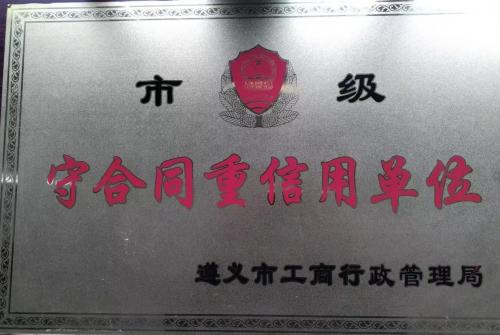 市 级
守合同重信用单位
遵义市工商行政管理局